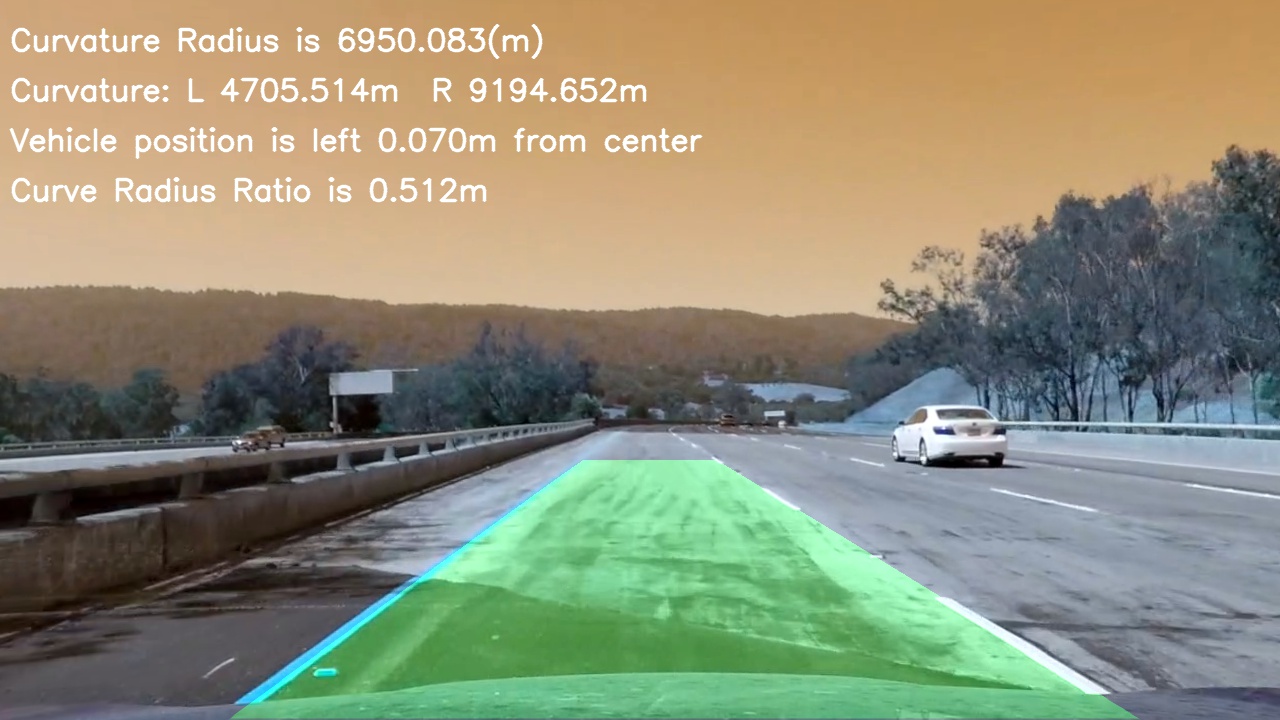 Curvature Radius is 6950.083(m)
Curvature: L 4705.514m R 9194.652m
Vehicle position is left 0.070m from center
Curve Radius Ratio is 0.512m